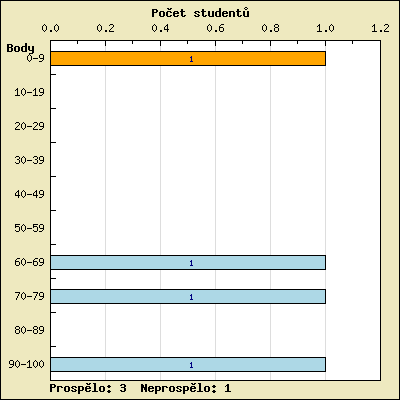 Počet studentů
0.0 0.2 0.4 0.6 0.8 1.0 1.2
Body
0-9 1
10-19
20-29
30-39
40-49
50-59
60-69 1
70-79 1
80-89
90-100 1
Prospělo: 3 Neprospělo: 1